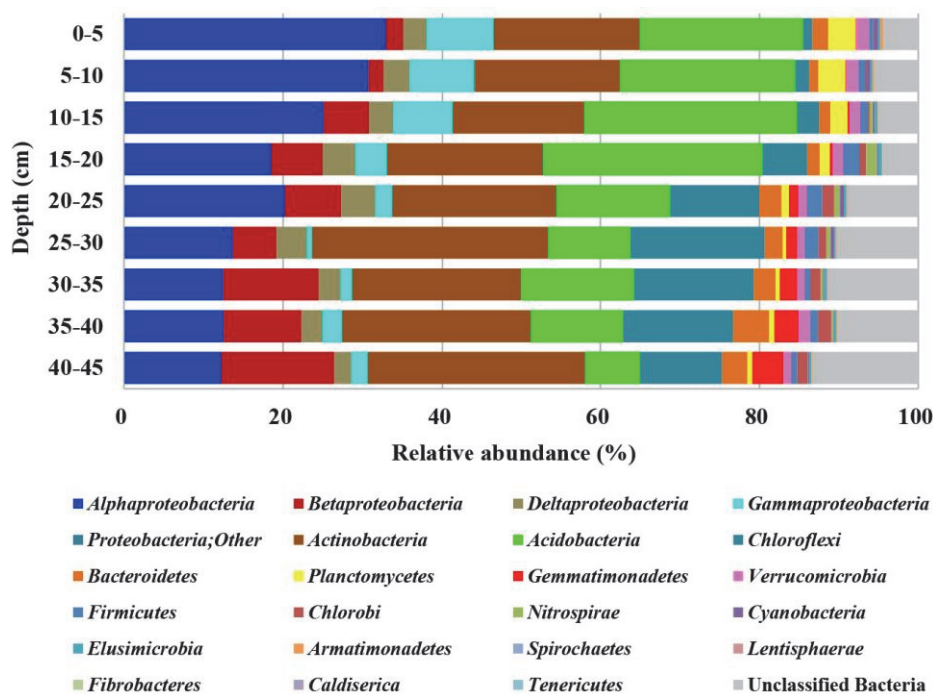 0-5
5-10
10-15
15-20
20-25
25-30
30-35
35-40
40-45
Depth (cm)
0 20 40 60 80 100
Relative abundance (%)
Alphaproteobacteria Betaproteobacteria Deltaproteobacteria Gammaproteobacteria
Proteobacteria;Other Actinobacteria Acidobacteria Chloroflexi
Bacteroidetes Planctomycetes Gemmatimonadetes Verrucomicrobia
Firmicutes Chlorobi Nitrospirae Cyanobacteria
Elusimicrobia Armatimonadetes Spirochaetes Lentisphaerae
Fibrobacteres Caldiserica Tenericutes Unclassified Bacteria